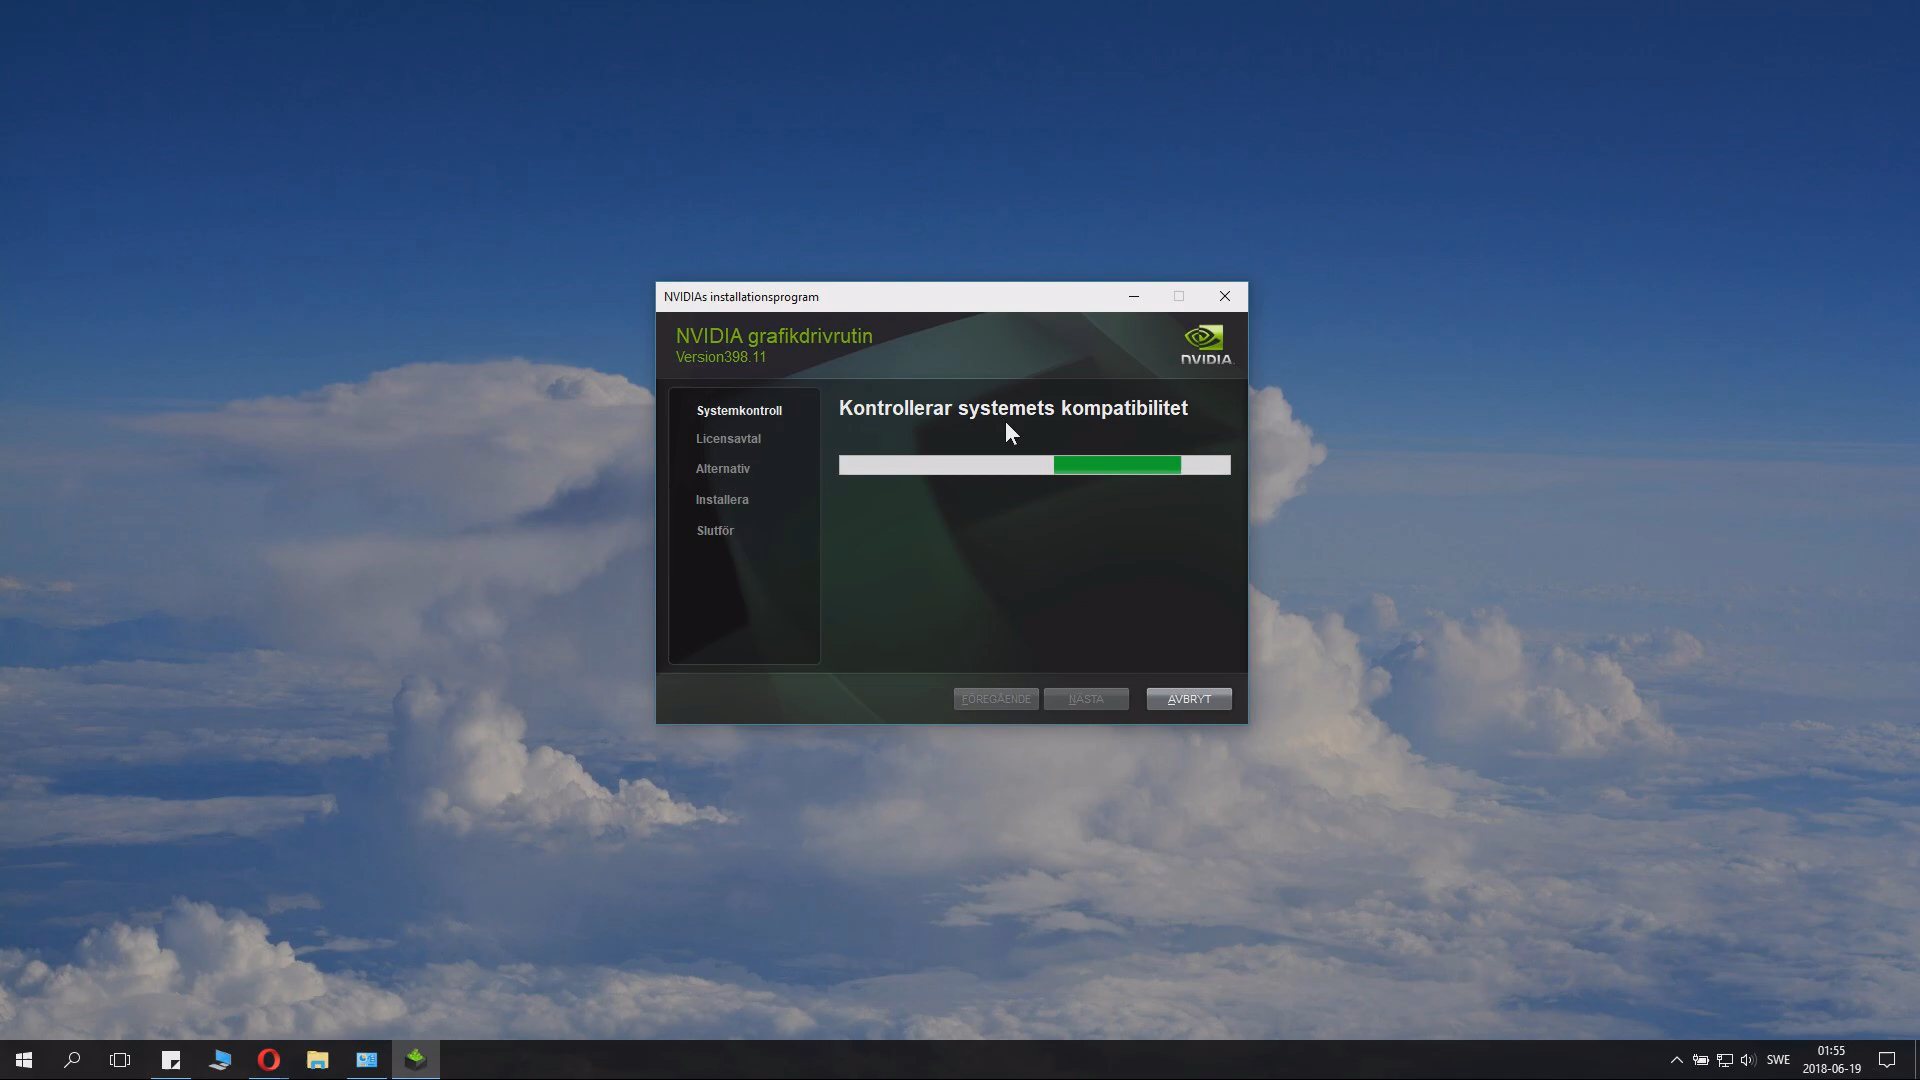 NVIDIAs installationsprogram
NVIDIA grafikdrivrutin
Version398.11
NVIDIA.
Systemkontroll
Licensavtal
Alternativ
Installera
Slutför
Kontrollerar systemets kompatibilitet
FÖREGÅENDE
NÄSTA
AVBRYT
SWE
01:55
2018-06-19